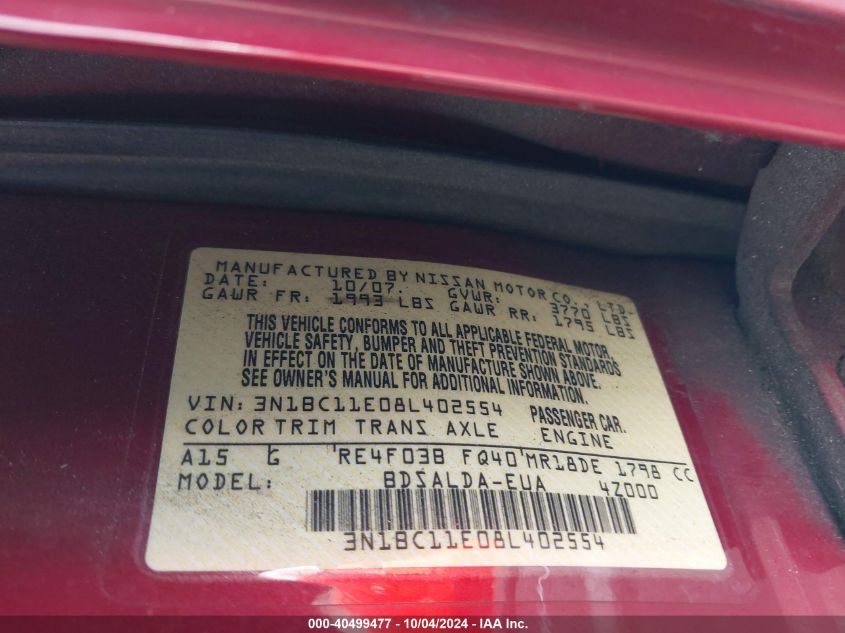 MANUFACTURED BY NISSAN MOTOR CO., LTD.
DATE: 10/07. GVWR: 3770 LBS
GAWR FR: 1993 LBS GAWR RR: 1795 LBS
THIS VEHICLE CONFORMS TO ALL APPLICABLE FEDERAL MOTOR
VEHICLE SAFETY, BUMPER AND THEFT PREVENTION STANDARDS
IN EFFECT ON THE DATE OF MANUFACTURE SHOWN ABOVE.
SEE OWNER'S MANUAL FOR ADDITIONAL INFORMATION.
VIN: 3N1BC11E08L402554 PASSENGER CAR.
COLOR TRIM TRANS AXLE ENGINE
A15 G RE4F03B FQ40 MR18DE 1798 CC
MODEL: BDSALDA-EUA 4Z000
3N1BC11E08L402554
000-40499477 - 10/04/2024 - IAA Inc.